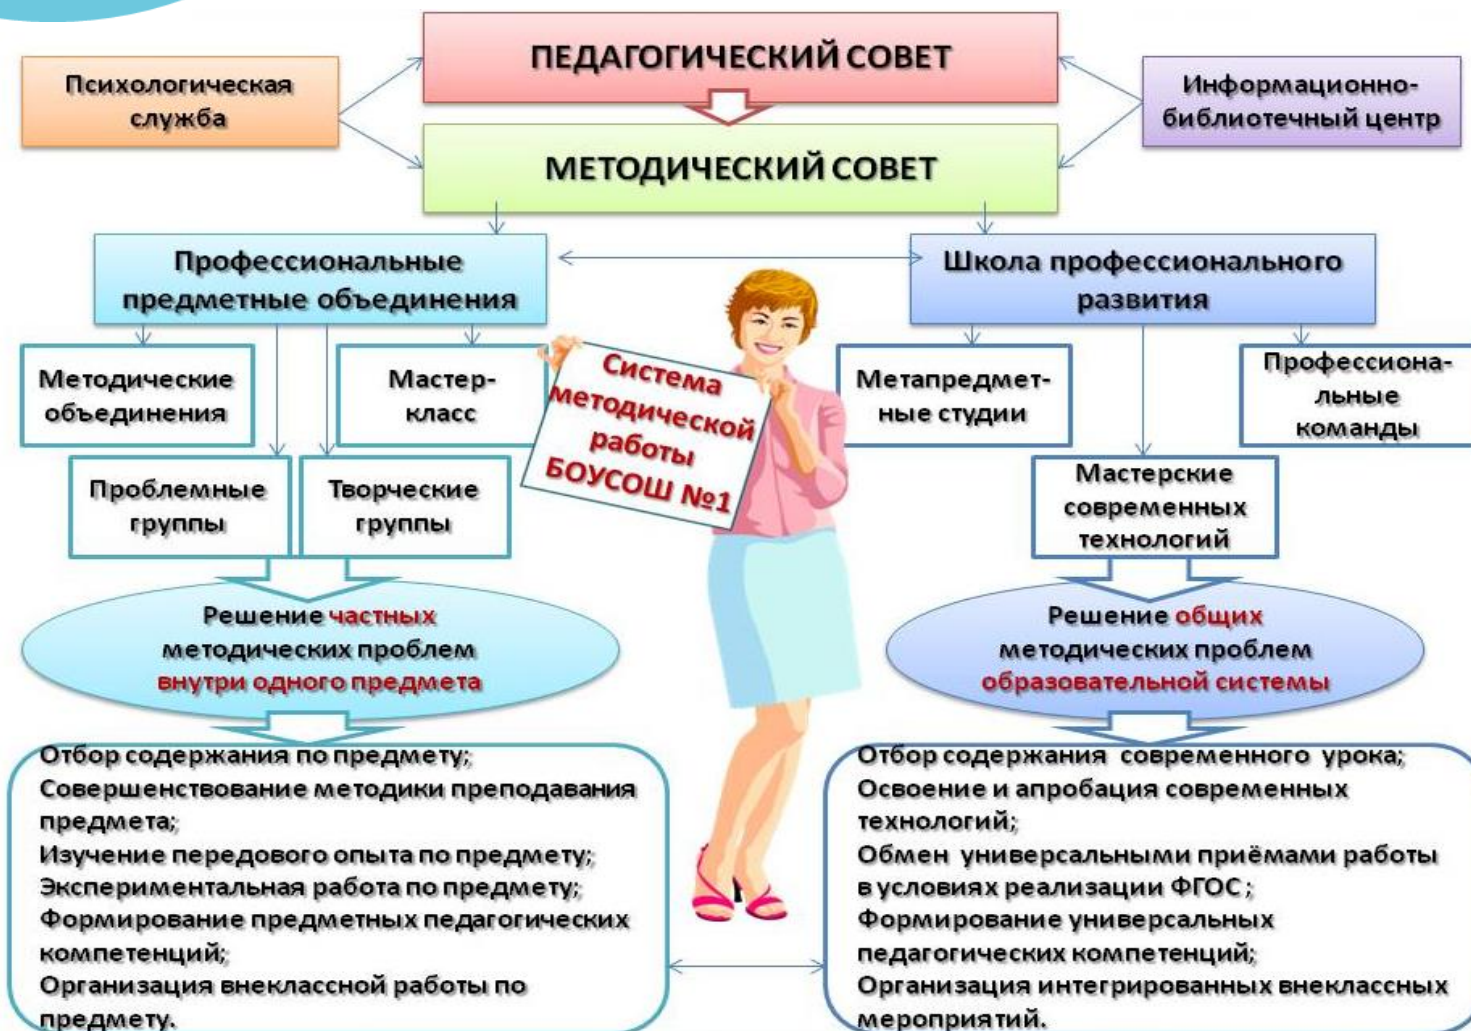 ПЕДАГОГИЧЕСКИЙ СОВЕТ
Психологическая
служба
Информационно-
библиотечный центр
МЕТОДИЧЕСКИЙ СОВЕТ
Профессиональные
предметные объединения
Школа профессионального
развития
Методические
объединения
Мастер-
класс
Проблемные
группы
Творческие
группы
Система
методической
работы
БОУСОШ №1
Метапредмет-
ные студии
Профессиона-
льные
команды
Мастерские
современных
технологий
Решение частных
методических проблем
внутри одного предмета
Решение общих
методических проблем
образовательной системы
Отбор содержания по предмету;
Совершенствование методики преподавания
предмета;
Изучение передового опыта по предмету;
Экспериментальная работа по предмету;
Формирование предметных педагогических
компетенций;
Организация внеклассной работы по
предмету.
Отбор содержания современного урока;
Освоение и апробация современных
технологий;
Обмен универсальными приёмами работы
в условиях реализации ФГОС ;
Формирование универсальных
педагогических компетенций;
Организация интегрированных внеклассных
мероприятий.